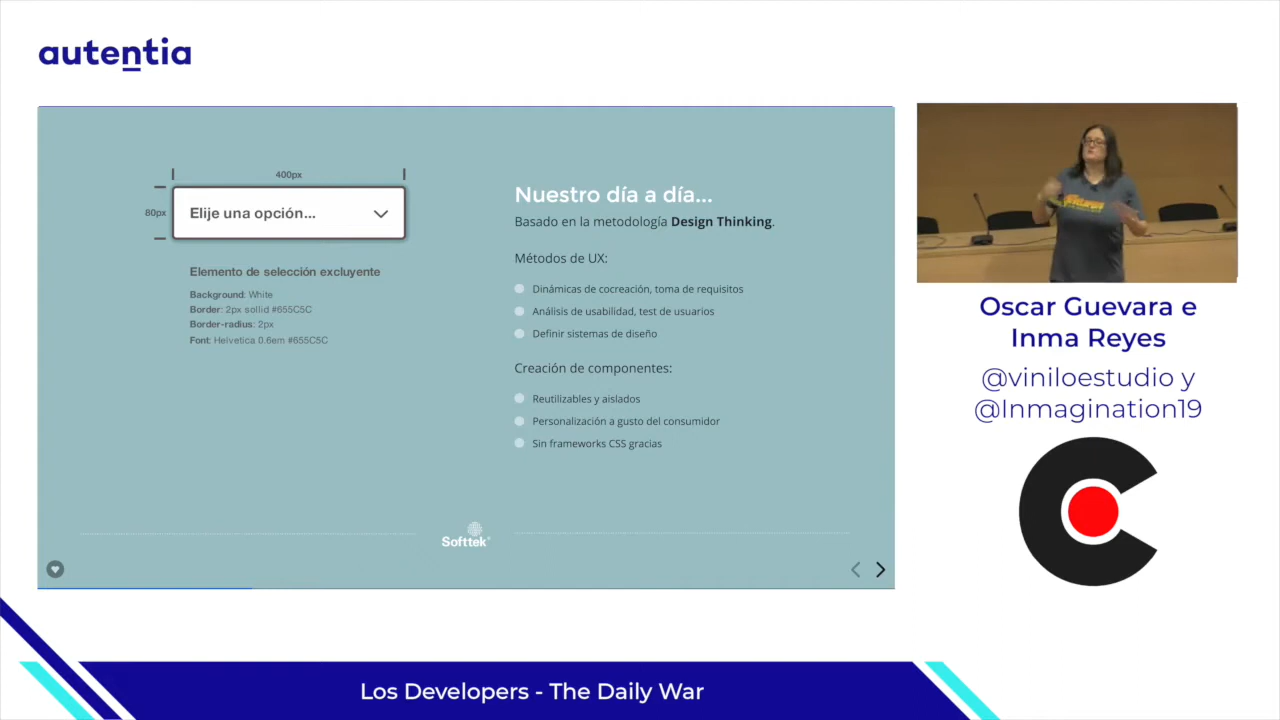 autentia
400px
80px
Elije una opción...
Elemento de selección excluyente
Background: White
Border: 2px sollid #655C5C
Border-radius: 2px
Font: Helvetica 0.6em #655C5C
Nuestro día a día...
Basado en la metodología Design Thinking.
Métodos de UX:
Dinámicas de cocreación, toma de requisitos
Análisis de usabilidad, test de usuarios
Definir sistemas de diseño
Creación de componentes:
Reutilizables y aislados
Personalización a gusto del consumidor
Sin frameworks CSS gracias
Softtek
Oscar Guevara e
Inma Reyes
@viniloestudio y
@Inmagination19
Los Developers - The Daily War